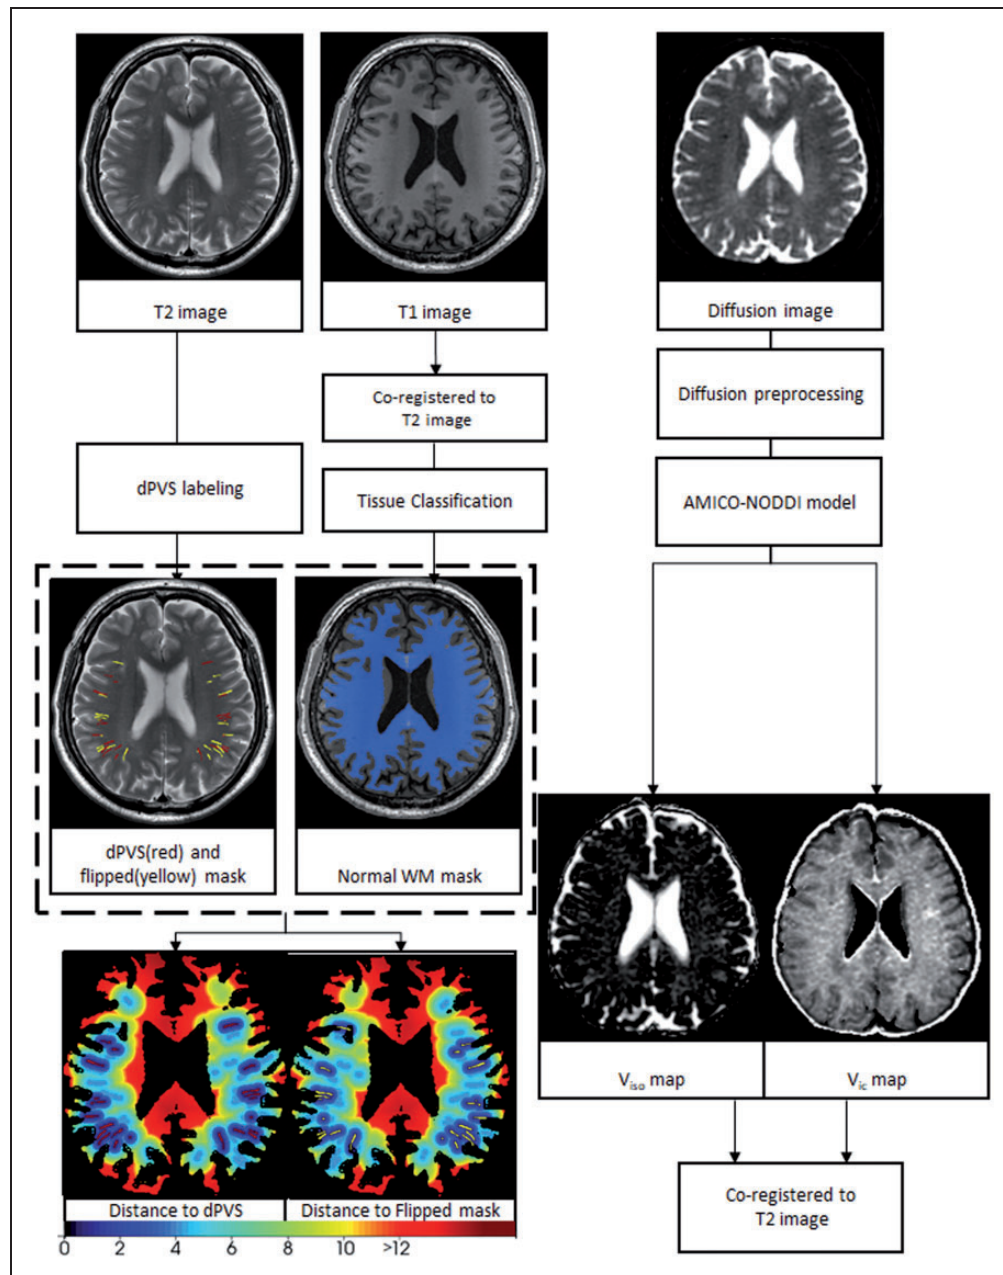 T2 image
T1 image
Diffusion image
Co-registered to
T2 image
Diffusion preprocessing
dPVS labeling
Tissue Classification
AMICO-NODDI model
dPVS(red) and
flipped(yellow) mask
Normal WM mask
V_iso map
V_ic map
Distance to dPVS
Distance to Flipped mask
0 2 4 6 8 10 >12
Co-registered to
T2 image